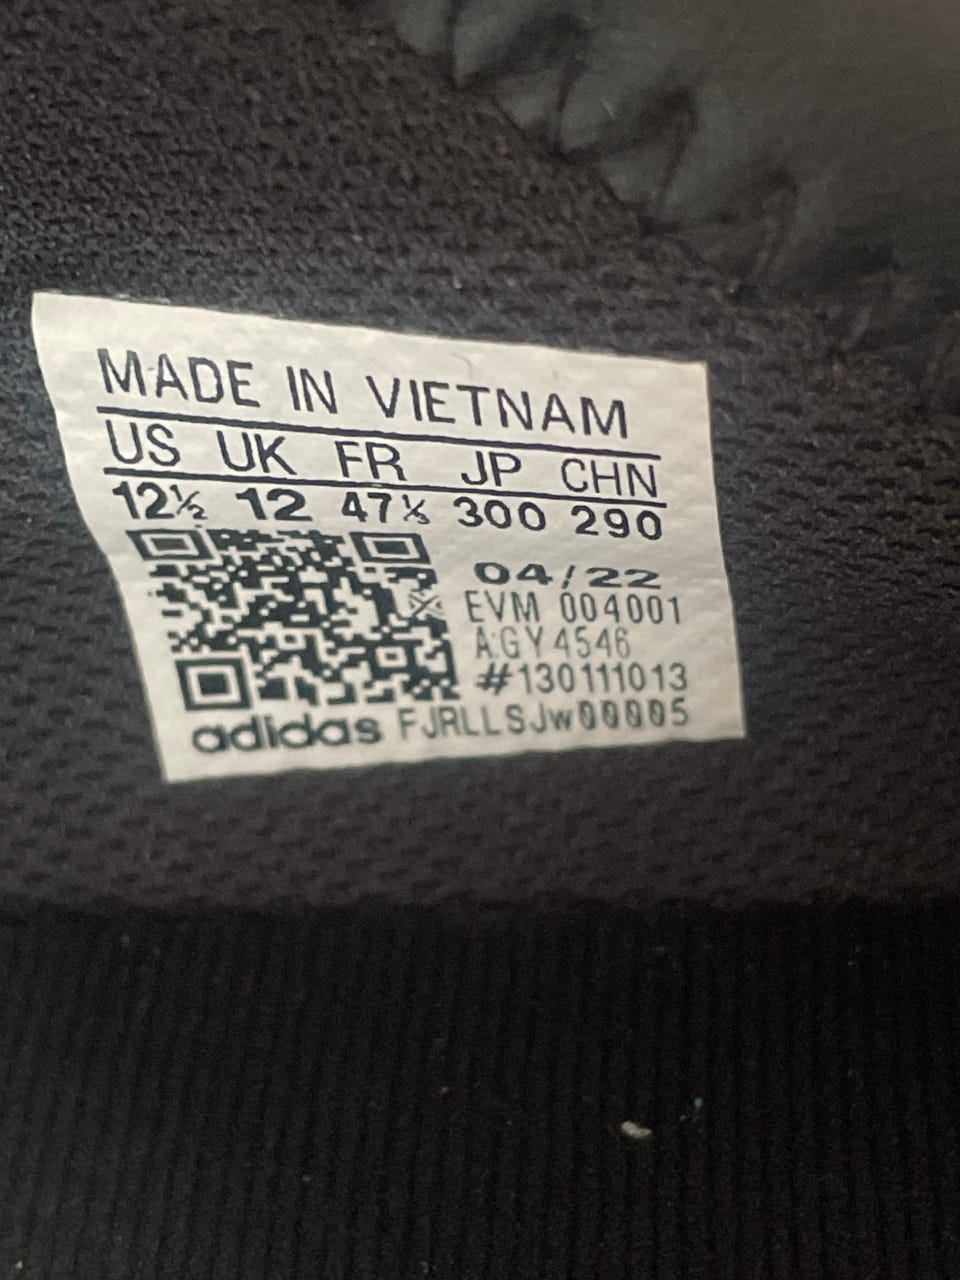 MADE IN VIETNAM
US UK FR JP CHN
12½ 12 47⅓ 300 290
04/22
EVM 004001
A:GY4546
#130111013
adidas FJRLLSJw00005